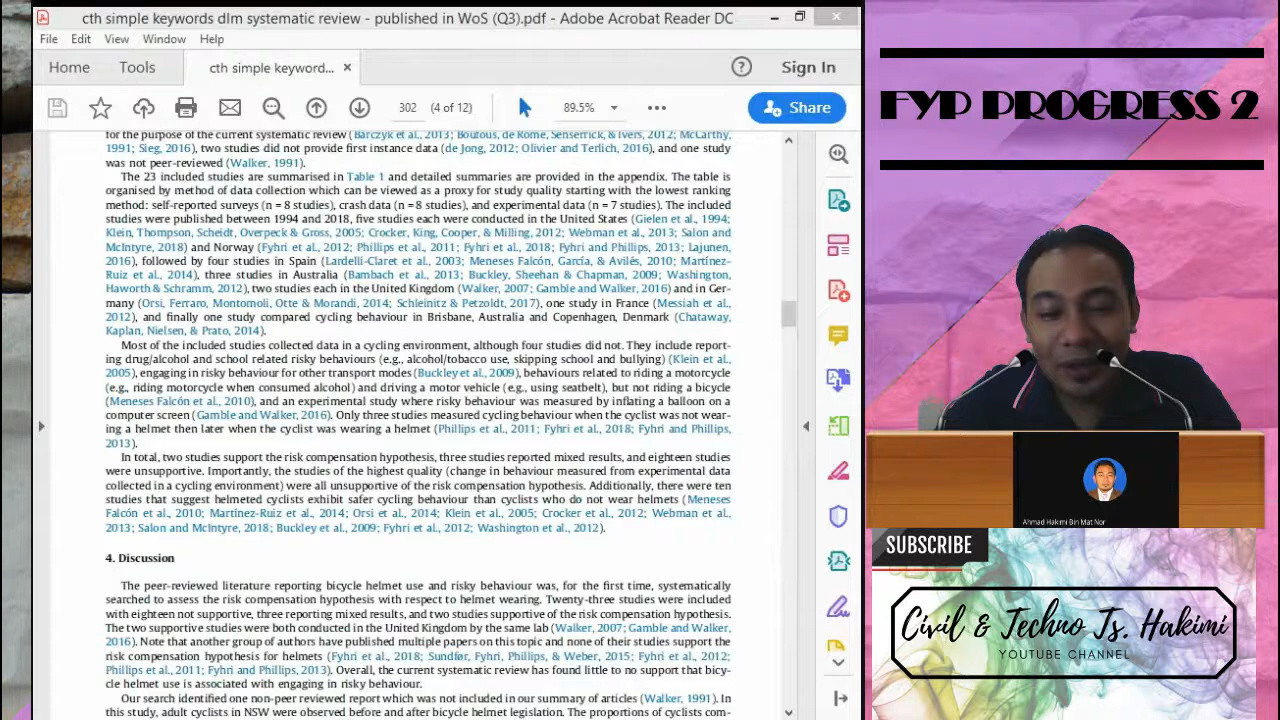 cth simple keywords dlm systematic review - published in WoS (Q3).pdf - Adobe Acrobat Reader DC
File Edit View Window Help
Home Tools cth simple keyword... × Sign In
302 (4 of 12) 89.5% Share
for the purpose of the current systematic review (Barczyk et al., 2013; Boufous, de Rome, Senserrick, & Ivers, 2012; McCarthy,
1991; Sieg, 2016), two studies did not provide first instance data (de Jong, 2012; Olivier and Terlich, 2016), and one study
was not peer-reviewed (Walker, 1991).
The 23 included studies are summarised in Table 1 and detailed summaries are provided in the appendix. The table is
organised by method of data collection which can be viewed as a proxy for study quality starting with the lowest ranking
method: self-reported surveys (n = 8 studies), crash data (n = 8 studies), and experimental data (n = 7 studies). The included
studies were published between 1994 and 2018, five studies each were conducted in the United States (Gielen et al., 1994;
Klein, Thompson, Scheidt, Overpeck & Gross, 2005; Crocker, King, Cooper, & Milling, 2012; Webman et al., 2013; Salon and
McIntyre, 2018) and Norway (Fyhri et al., 2012; Phillips et al., 2011; Fyhri et al., 2018; Fyhri and Phillips, 2013; Lajunen,
2016), followed by four studies in Spain (Lardelli-Claret et al., 2003; Meneses Falcón, García, & Avilés, 2010; Martínez-
Ruiz et al., 2014), three studies in Australia (Bambach et al., 2013; Buckley, Sheehan & Chapman, 2009; Washington,
Haworth & Schramm, 2012), two studies each in the United Kingdom (Walker, 2007; Gamble and Walker, 2016) and in Ger-
many (Orsi, Ferraro, Montomoli, Otte & Morandi, 2014; Schleinitz & Petzoldt, 2017), one study in France (Messiah et al.,
2012), and finally one study compared cycling behaviour in Brisbane, Australia and Copenhagen, Denmark (Chataway,
Kaplan, Nielsen, & Prato, 2014).
Most of the included studies collected data in a cycling environment, although four studies did not. They include report-
ing drug/alcohol and school related risky behaviours (e.g., alcohol/tobacco use, skipping school and bullying) (Klein et al.,
2005), engaging in risky behaviour for other transport modes (Buckley et al., 2009), behaviours related to riding a motorcycle
(e.g., riding motorcycle when consumed alcohol) and driving a motor vehicle (e.g., using seatbelt), but not riding a bicycle
(Meneses Falcón et al., 2010), and an experimental study where risky behaviour was measured by inflating a balloon on a
computer screen (Gamble and Walker, 2016). Only three studies measured cycling behaviour when the cyclist was not wear-
ing a helmet then later when the cyclist was wearing a helmet (Phillips et al., 2011; Fyhri et al., 2018; Fyhri and Phillips,
2013).
In total, two studies support the risk compensation hypothesis, three studies reported mixed results, and eighteen studies
were unsupportive. Importantly, the studies of the highest quality (change in behaviour measured from experimental data
collected in a cycling environment) were all unsupportive of the risk compensation hypothesis. Additionally, there were ten
studies that suggest helmeted cyclists exhibit safer cycling behaviour than cyclists who do not wear helmets (Meneses
Falcón et al., 2010; Martínez-Ruiz et al., 2014; Orsi et al., 2014; Klein et al., 2005; Crocker et al., 2012; Webman et al.,
2013; Salon and McIntyre, 2018; Buckley et al., 2009; Fyhri et al., 2012; Washington et al., 2012).
4. Discussion
The peer-reviewed literature reporting bicycle helmet use and risky behaviour was, for the first time, systematically
searched to assess the risk compensation hypothesis with respect to helmet wearing. Twenty-three studies were included
with eighteen not supportive, three reporting mixed results, and two studies supportive of the risk compensation hypothesis.
The two supportive studies were both conducted in the United Kingdom by the same lab (Walker, 2007; Gamble and Walker,
2016). Note that another group of authors have published multiple papers on this topic and none of their studies support the
risk compensation hypothesis for helmets (Fyhri et al., 2018; Sundfør, Fyhri, Phillips, & Weber, 2015; Fyhri et al., 2012;
Phillips et al., 2011; Fyhri and Phillips, 2013). Overall, the current systematic review has found little to no support that bicy-
cle helmet use is associated with engaging in risky behaviour.
Our search identified one non-peer reviewed report which was not included in our summary of articles (Walker, 1991). In
this study, adult cyclists in NSW were observed before and after bicycle helmet legislation. The proportions of cyclists com-
FYP PROGRESS 2
Ahmad Hakimi Bin Mat Nor
SUBSCRIBE
Civil & Techno Ts. Hakimi
YOUTUBE CHANNEL